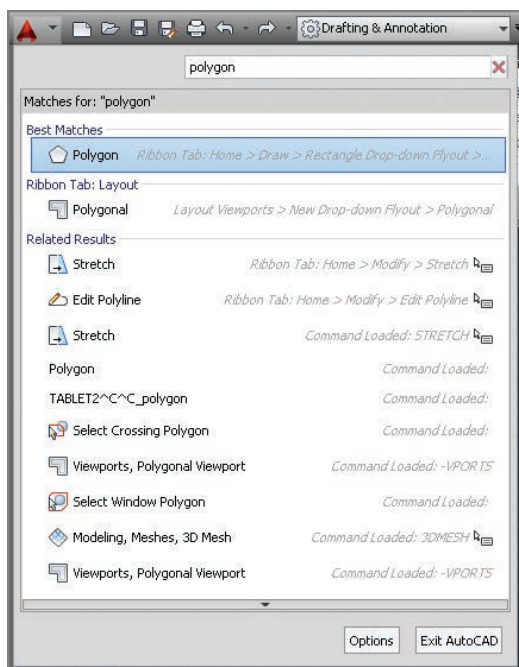 Drafting & Annotation
polygon
Matches for: "polygon"
Best Matches
Polygon Ribbon Tab: Home > Draw > Rectangle Drop-down Flyout >...
Ribbon Tab: Layout
Polygonal Layout Viewports > New Drop-down Flyout > Polygonal
Related Results
Stretch Ribbon Tab: Home > Modify > Stretch
Edit Polyline Ribbon Tab: Home > Modify > Edit Polyline
Stretch Command Loaded: STRETCH
Polygon Command Loaded:
TABLET2^C^C_polygon Command Loaded:
Select Crossing Polygon Command Loaded:
Viewports, Polygonal Viewport Command Loaded: -VPORTS
Select Window Polygon Command Loaded:
Modeling, Meshes, 3D Mesh Command Loaded: 3DMESH
Viewports, Polygonal Viewport Command Loaded: -VPORTS
Options Exit AutoCAD